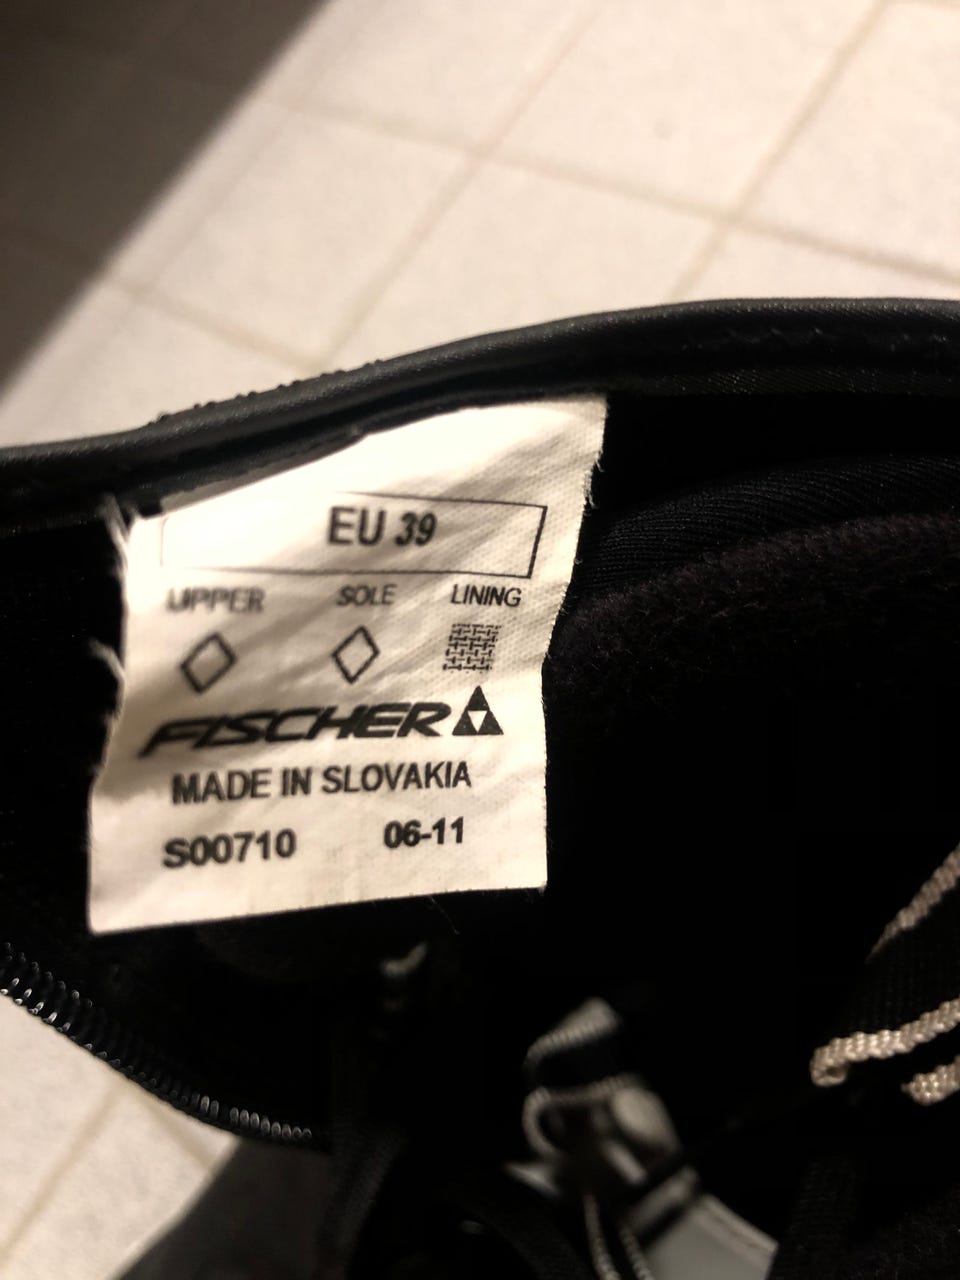 EU 39
UPPER SOLE LINING
FISCHER
MADE IN SLOVAKIA
S00710 06-11